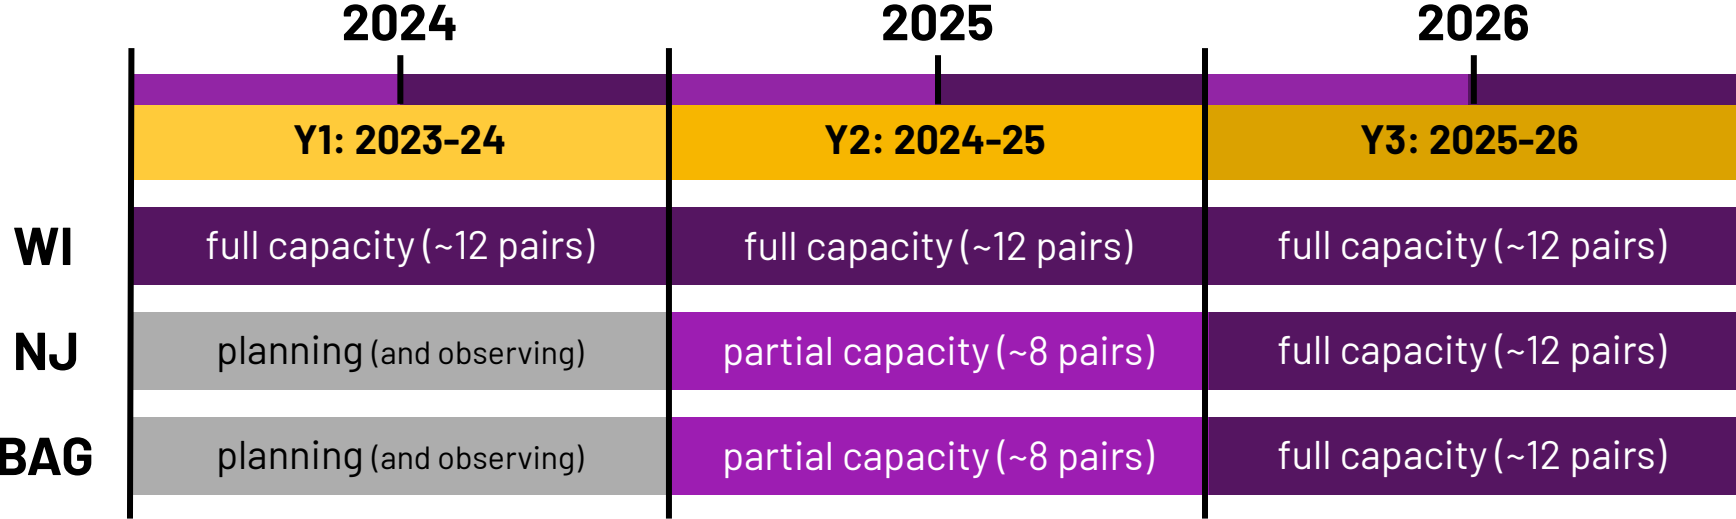 2024 2025 2026
Y1: 2023-24 Y2: 2024-25 Y3: 2025-26
WI full capacity (~12 pairs) full capacity (~12 pairs) full capacity (~12 pairs)
NJ planning (and observing) partial capacity (~8 pairs) full capacity (~12 pairs)
BAG planning (and observing) partial capacity (~8 pairs) full capacity (~12 pairs)